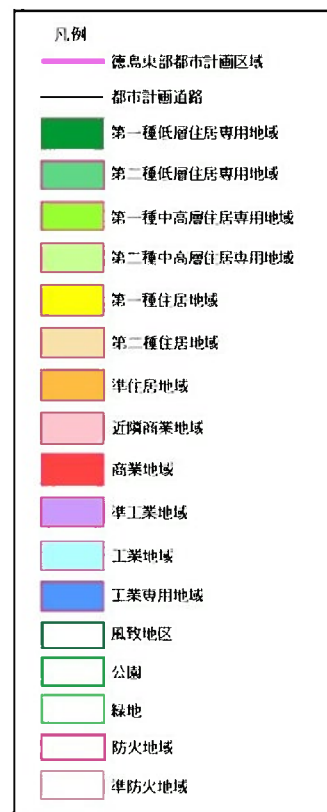 凡例
徳島東部都市計画区域
都市計画道路
第一種低層住居専用地域
第二種低層住居専用地域
第一種中高層住居専用地域
第二種中高層住居専用地域
第一種住居地域
第二種住居地域
準住居地域
近隣商業地域
商業地域
準工業地域
工業地域
工業専用地域
風致地区
公園
緑地
防火地域
準防火地域